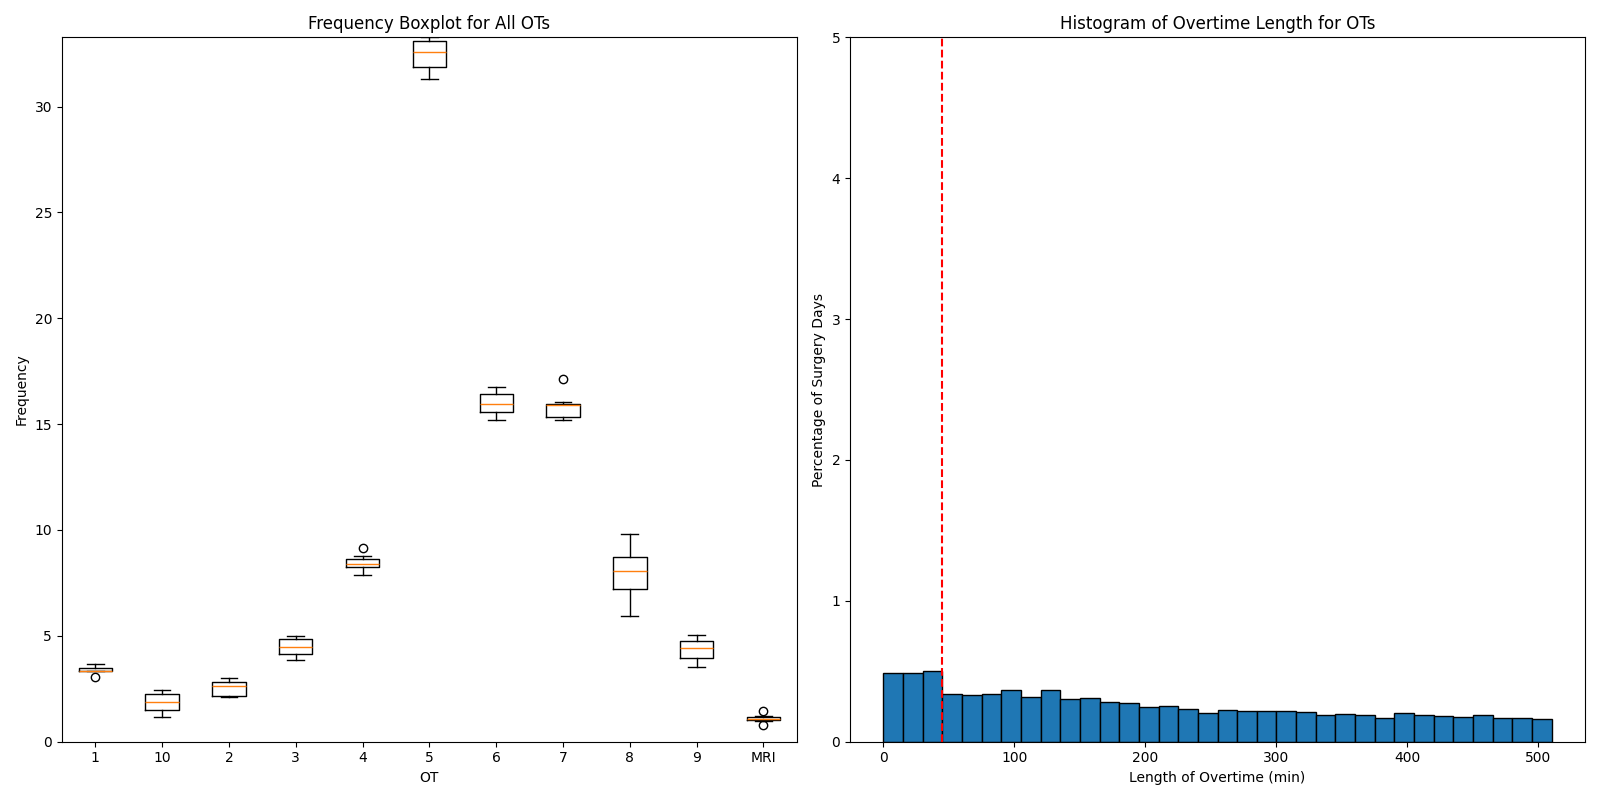 Frequency Boxplot for All OTs
Frequency
30
25
20
15
10
5
0
1 10 2 3 4 5 6 7 8 9 MRI
OT
Histogram of Overtime Length for OTs
Percentage of Surgery Days
5
4
3
2
1
0
0 100 200 300 400 500
Length of Overtime (min)